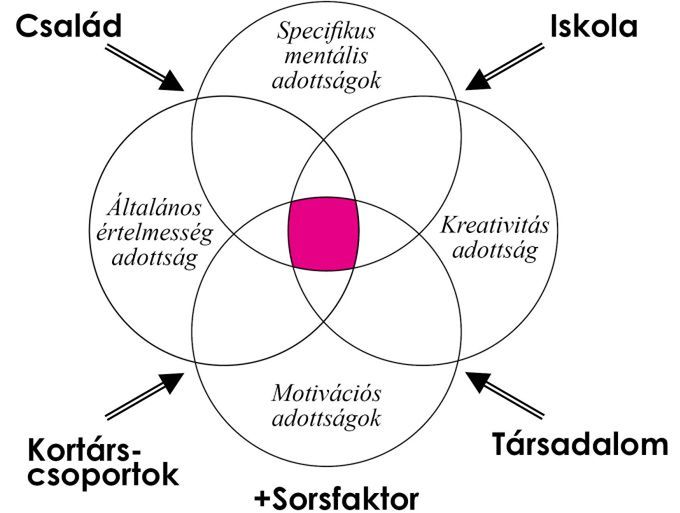 Család
Iskola
Specifikus
mentális
adottságok
Általános
értelmesség
adottság
Kreativitás
adottság
Motivációs
adottságok
Kortárs-
csoportok
Társadalom
+Sorsfaktor